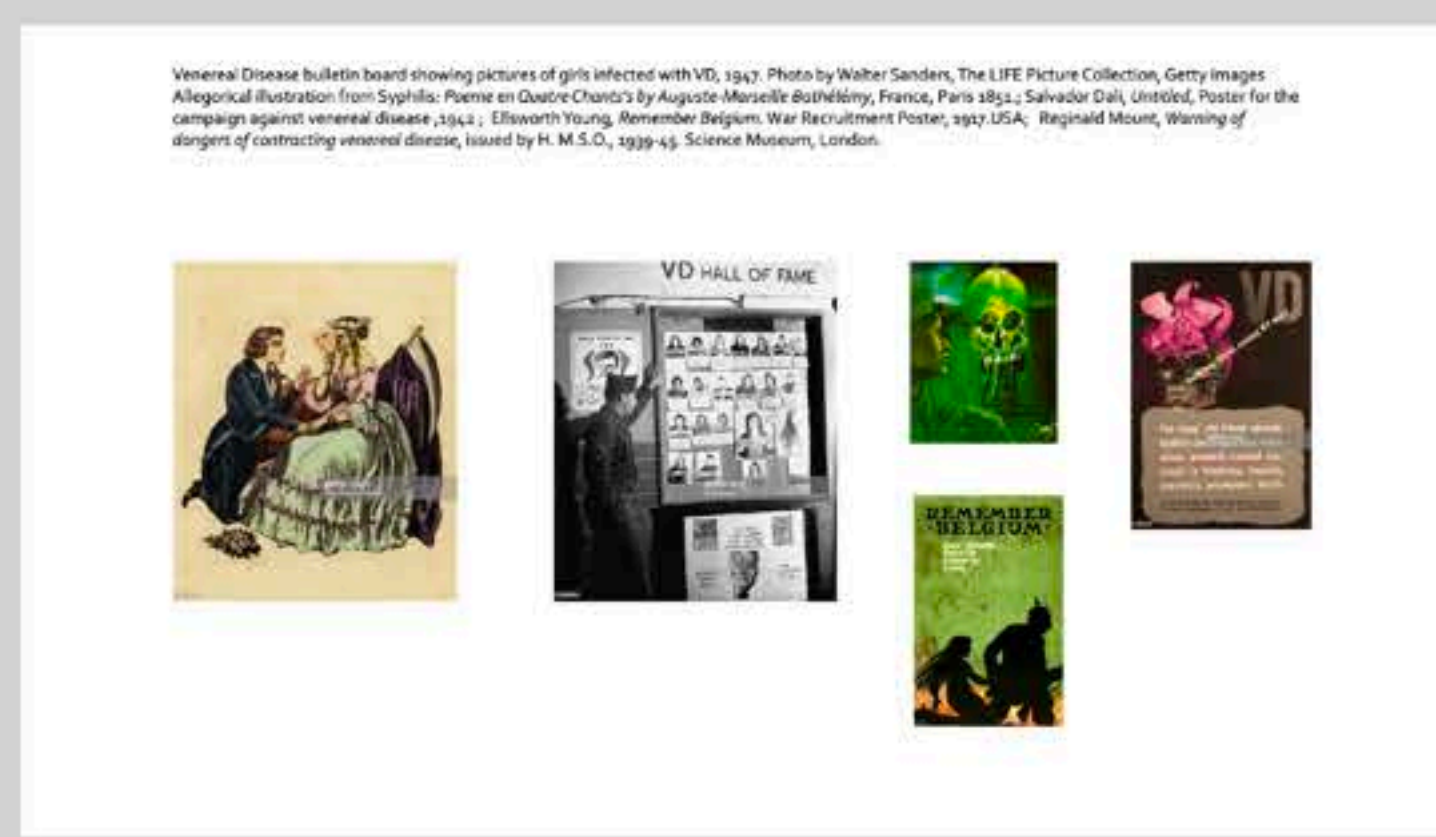 Venereal Disease bulletin board showing pictures of girls infected with VD, 1947. Photo by Walter Sanders, The LIFE Picture Collection, Getty Images
Allegorical illustration from Syphilis: Poeme en Quatre Chants's by Auguste-Marseille Bathélémy, France, Paris 1851.; Salvador Dali, Untitled, Poster for the
campaign against venereal disease ,1942 ; Ellsworth Young, Remember Belgium. War Recruitment Poster, 1917.USA; Reginald Mount, Warning of
dangers of contracting venereal disease, issued by H. M.S.O., 1939-45. Science Museum, London.
VD HALL OF FAME
VD
REMEMBER
·BELGIUM·